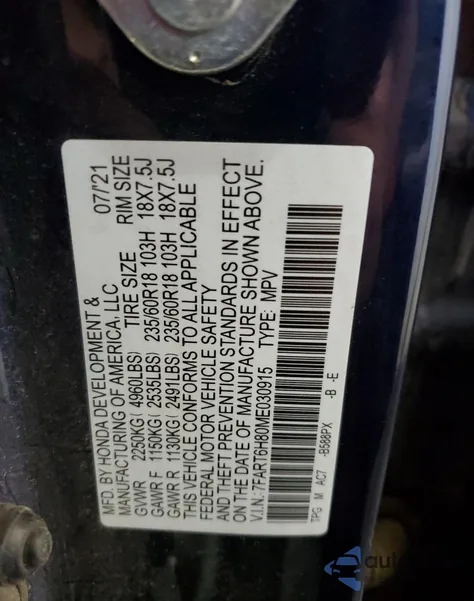 MFD. BY HONDA DEVELOPMENT & 07/'21
MANUFACTURING OF AMERICA, LLC
GVWR 2250KG( 4960LBS) TIRE SIZE RIM SIZE
GAWR F 1150KG( 2535LBS) 235/60R18 103H 18X7.5J
GAWR R 1130KG( 2491LBS) 235/60R18 103H 18X7.5J
THIS VEHICLE CONFORMS TO ALL APPLICABLE
FEDERAL MOTOR VEHICLE SAFETY
AND THEFT PREVENTION STANDARDS IN EFFECT
ON THE DATE OF MANUFACTURE SHOWN ABOVE.
V.I.N.: 7FART6H80ME030915 TYPE: MPV
TPG M AC7 -B588PX -B -E